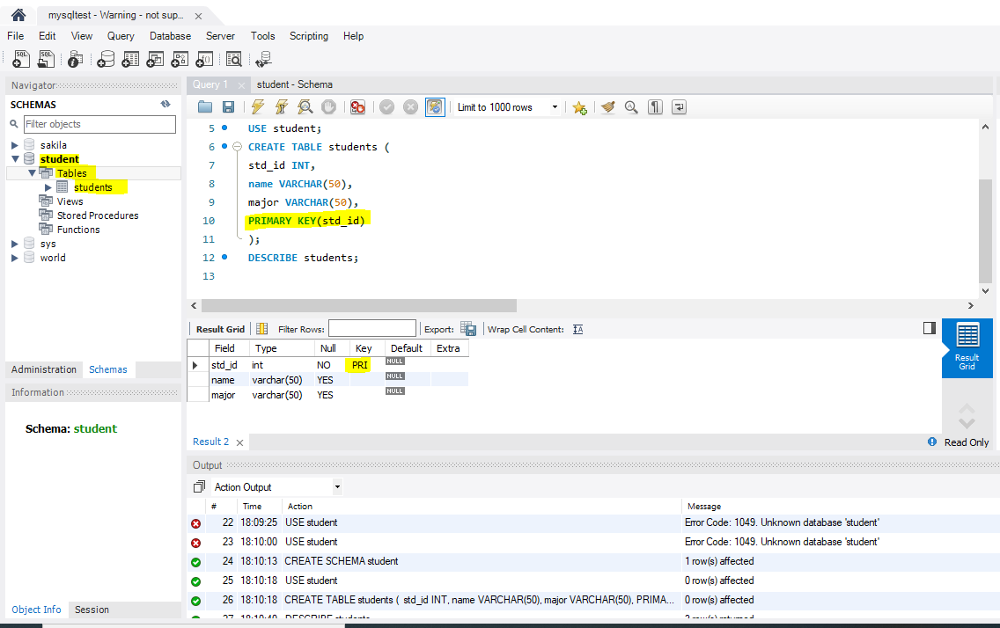 mysqltest - Warning - not sup...
File Edit View Query Database Server Tools Scripting Help
Navigator
SCHEMAS
Filter objects
sakila
student
Tables
students
Views
Stored Procedures
Functions
sys
world
Administration Schemas
Information
Schema: student
Object Info Session
Query 1 student - Schema
Limit to 1000 rows
5 USE student;
6 CREATE TABLE students (
7 std_id INT,
8 name VARCHAR(50),
9 major VARCHAR(50),
10 PRIMARY KEY(std_id)
11 );
12 DESCRIBE students;
13
Result Grid Filter Rows: Export: Wrap Cell Content:
Field Type Null Key Default Extra
std_id int NO PRI NULL
name varchar(50) YES NULL
major varchar(50) YES NULL
Result Grid
Result 2 Read Only
Output
Action Output
# Time Action Message
22 18:09:25 USE student Error Code: 1049. Unknown database 'student'
23 18:10:00 USE student Error Code: 1049. Unknown database 'student'
24 18:10:13 CREATE SCHEMA student 1 row(s) affected
25 18:10:18 USE student 0 row(s) affected
26 18:10:18 CREATE TABLE students ( std_id INT, name VARCHAR(50), major VARCHAR(50), PRIMA... 0 row(s) affected